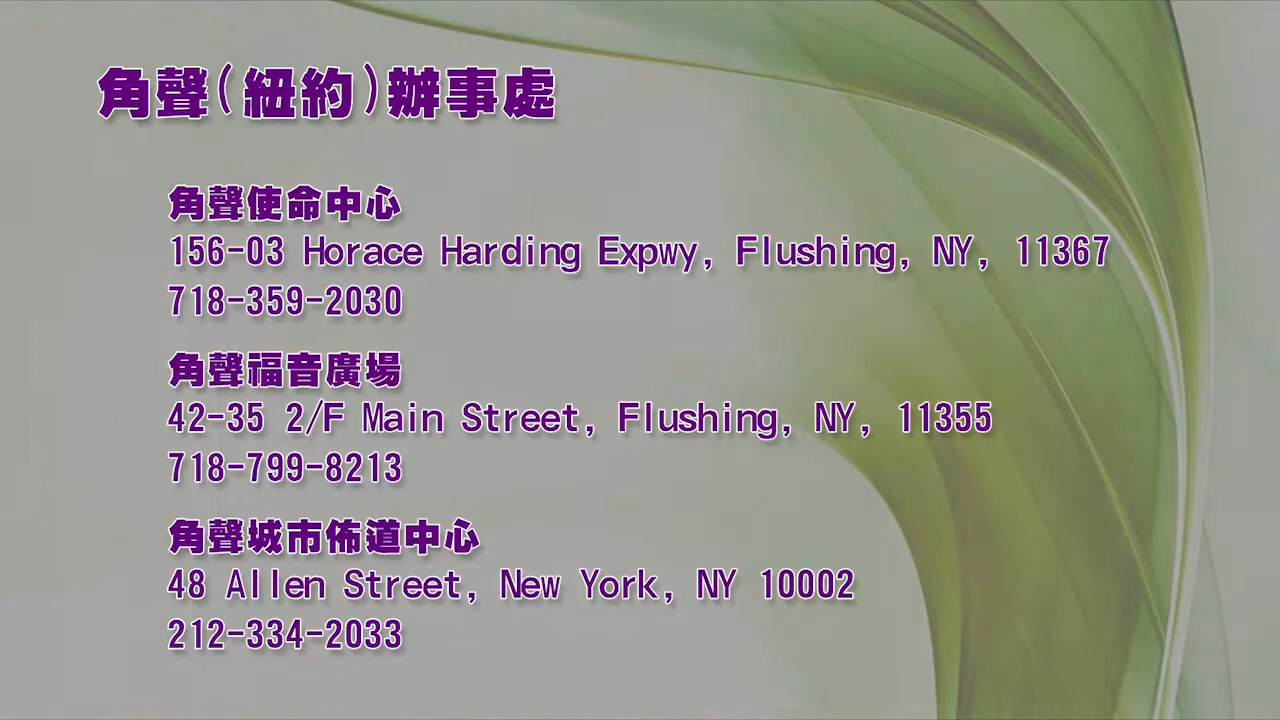 角聲(紐約)辦事處
角聲使命中心
156-03 Horace Harding Expwy, Flushing, NY, 11367
718-359-2030
角聲福音廣場
42-35 2/F Main Street, Flushing, NY, 11355
718-799-8213
角聲城市佈道中心
48 Allen Street, New York, NY 10002
212-334-2033